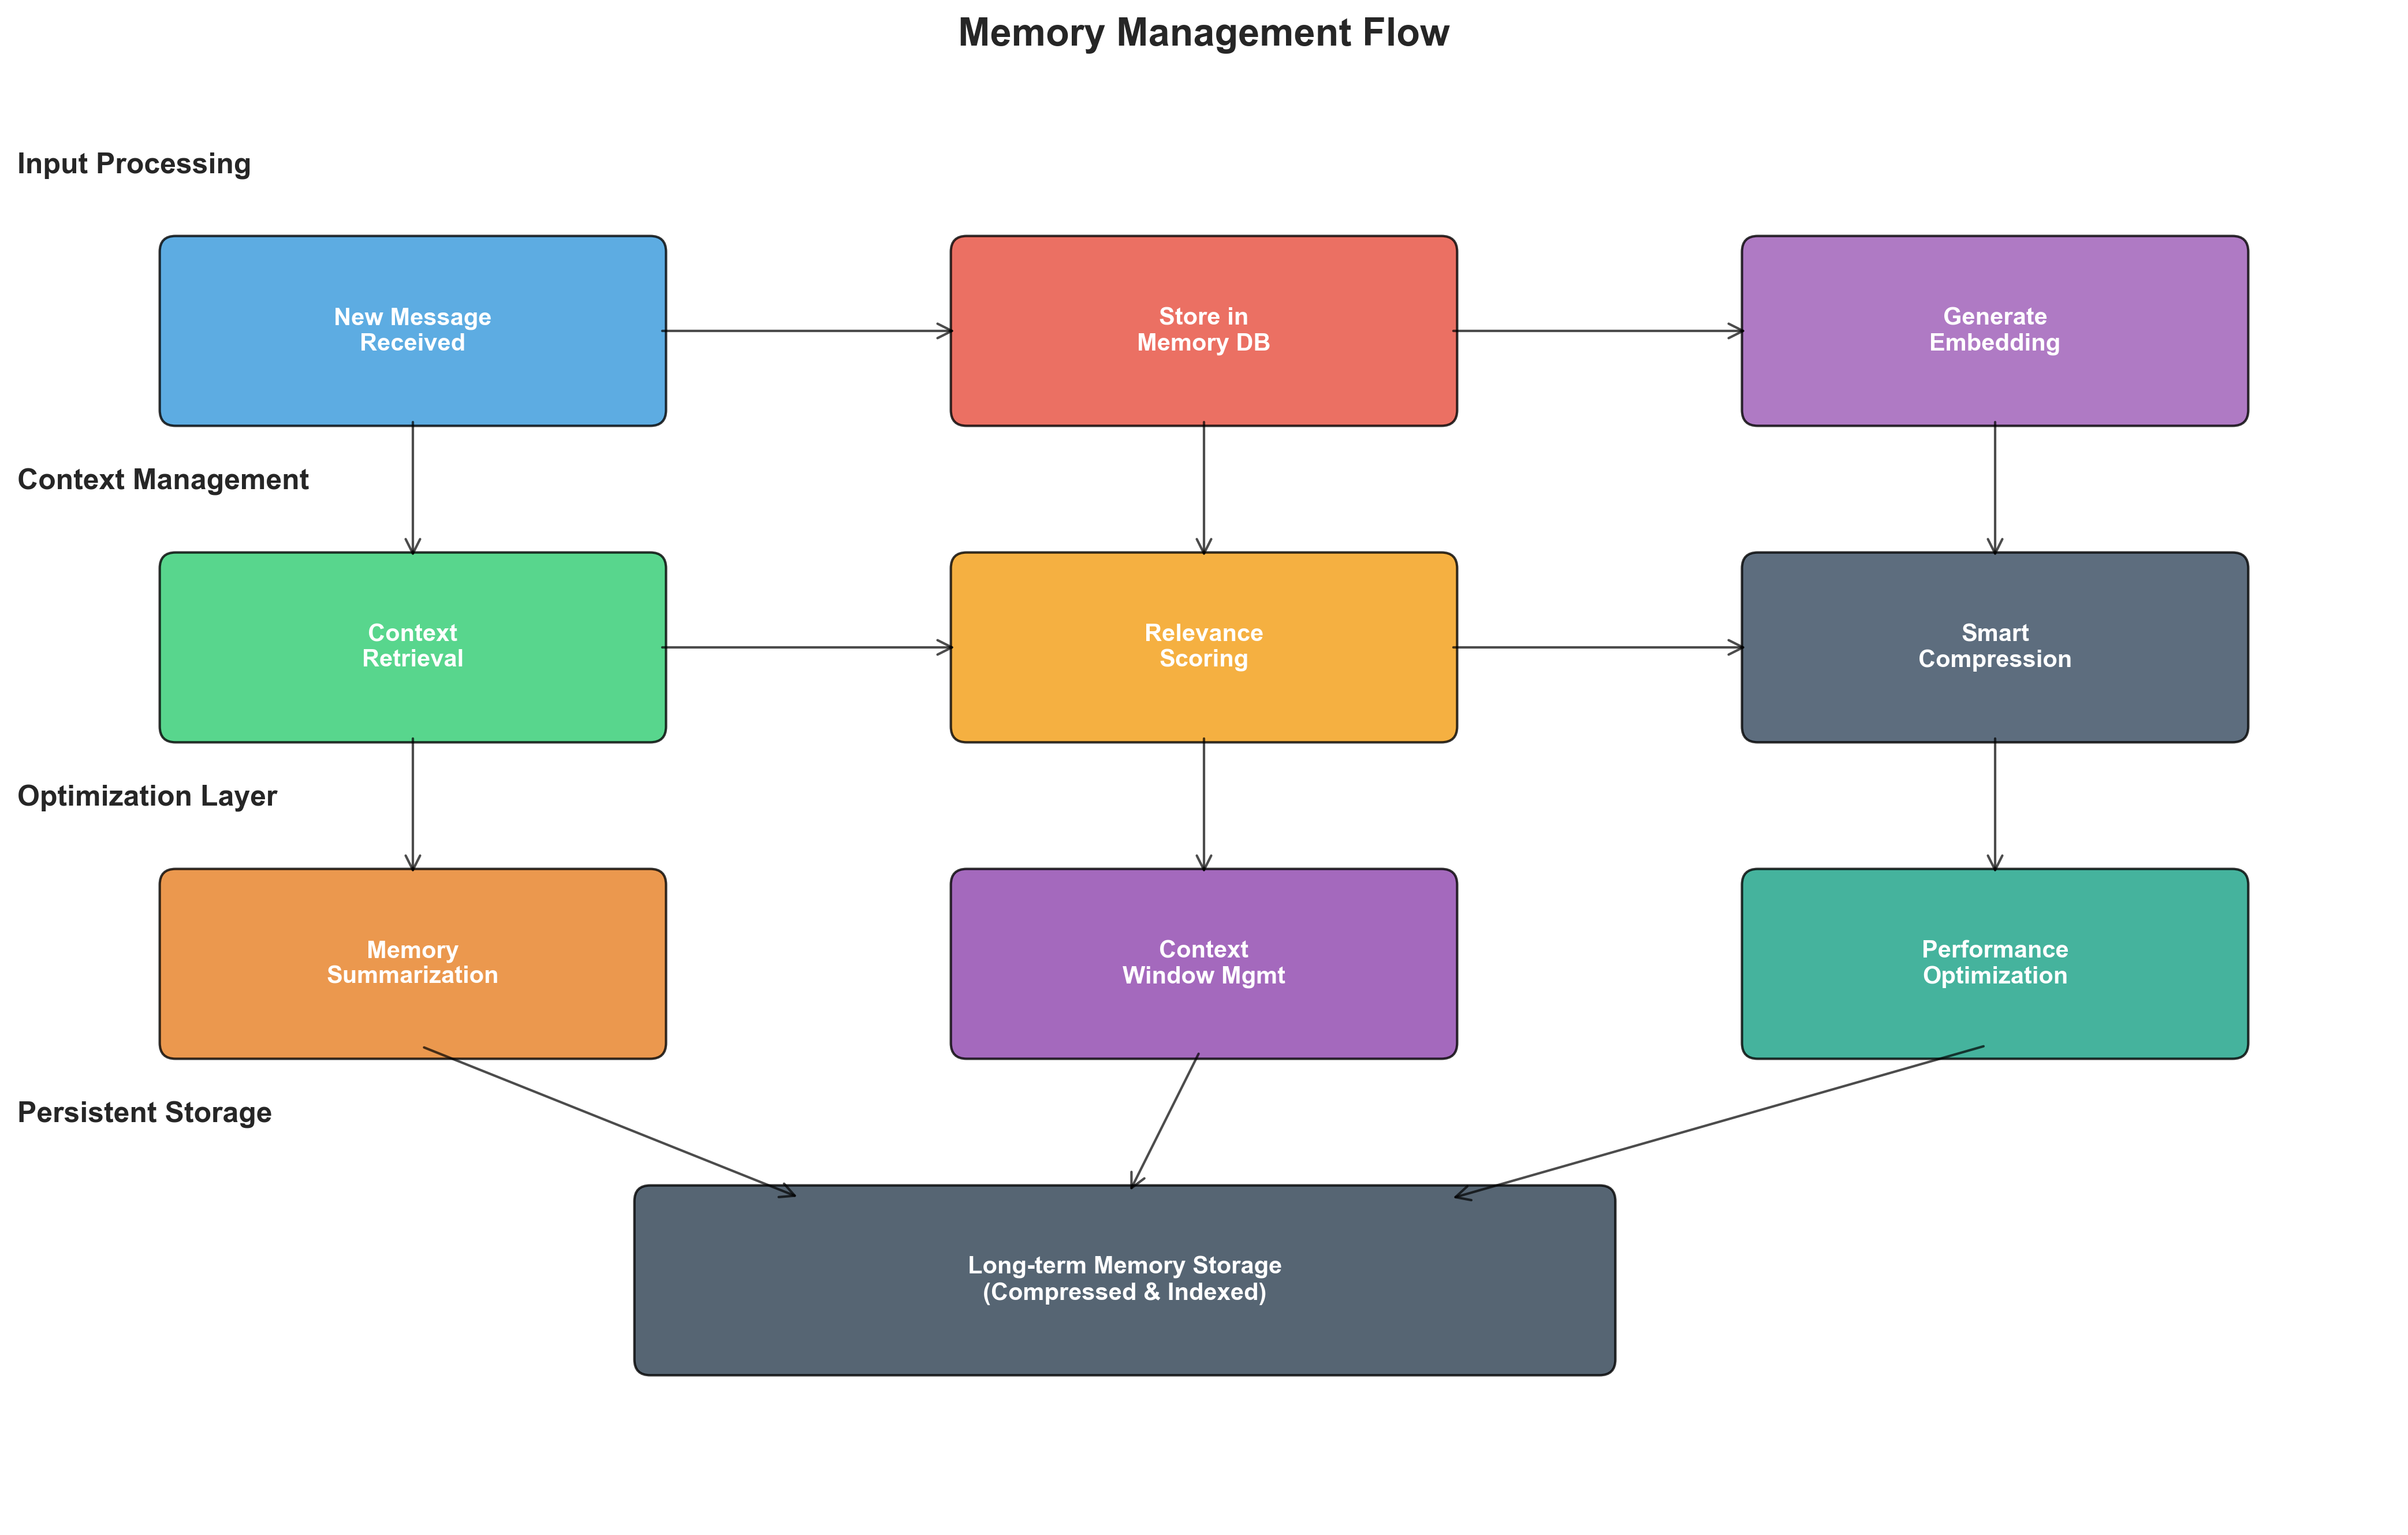 Memory Management Flow
Input Processing
New Message
Received
Store in
Memory DB
Generate
Embedding
Context Management
Context
Retrieval
Relevance
Scoring
Smart
Compression
Optimization Layer
Memory
Summarization
Context
Window Mgmt
Performance
Optimization
Persistent Storage
Long-term Memory Storage
(Compressed & Indexed)